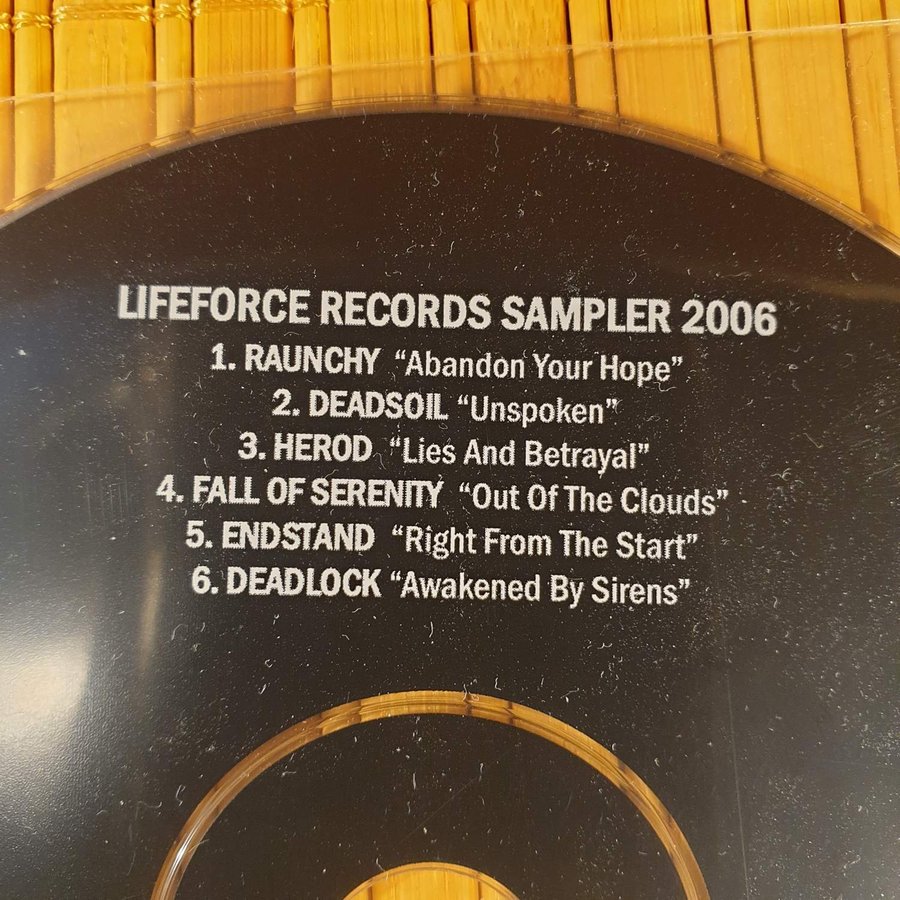 LIFEFORCE RECORDS SAMPLER 2006
1. RAUNCHY “Abandon Your Hope”
2. DEADSOIL “Unspoken”
3. HEROD “Lies And Betrayal”
4. FALL OF SERENITY “Out Of The Clouds”
5. ENDSTAND “Right From The Start”
6. DEADLOCK “Awakened By Sirens”